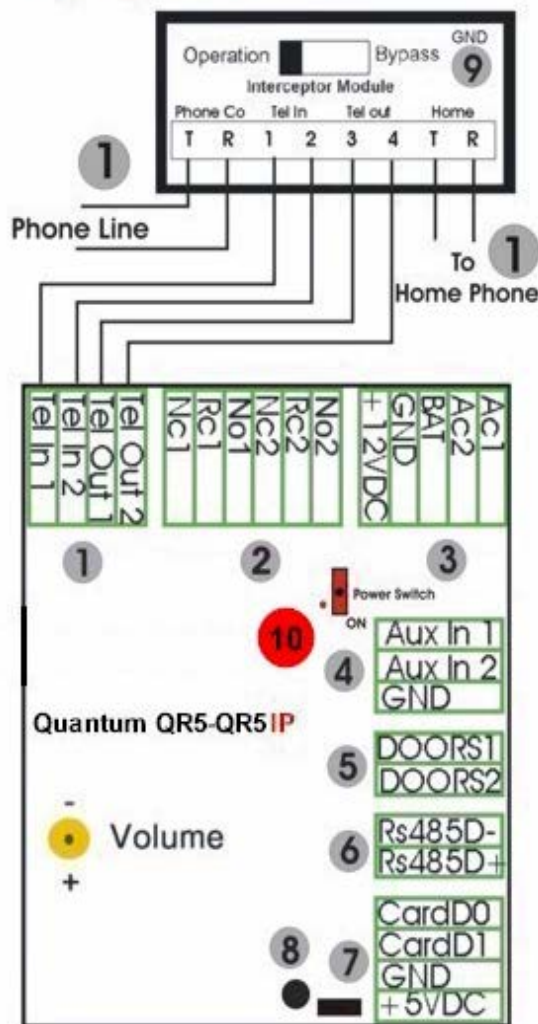 GND
Operation Bypass 9
Interceptor Module
Phone Co Tel In Tel out Home
T R 1 2 3 4 T R
1
Phone Line
To 1
Home Phone
Tel In 1
Tel In 2
Tel Out 1
Tel Out 2
Nc1
Rc1
No1
Nc2
Rc2
No2
+12VDC
GND
BAT
Ac2
Ac1
1 2 3
Power Switch
ON
10
4
Aux In 1
Aux In 2
GND
Quantum QR5-QR5IP
5
DOORS1
DOORS2
-
Volume
+
6
Rs485D-
Rs485D+
8 7
CardD0
CardD1
GND
+5VDC